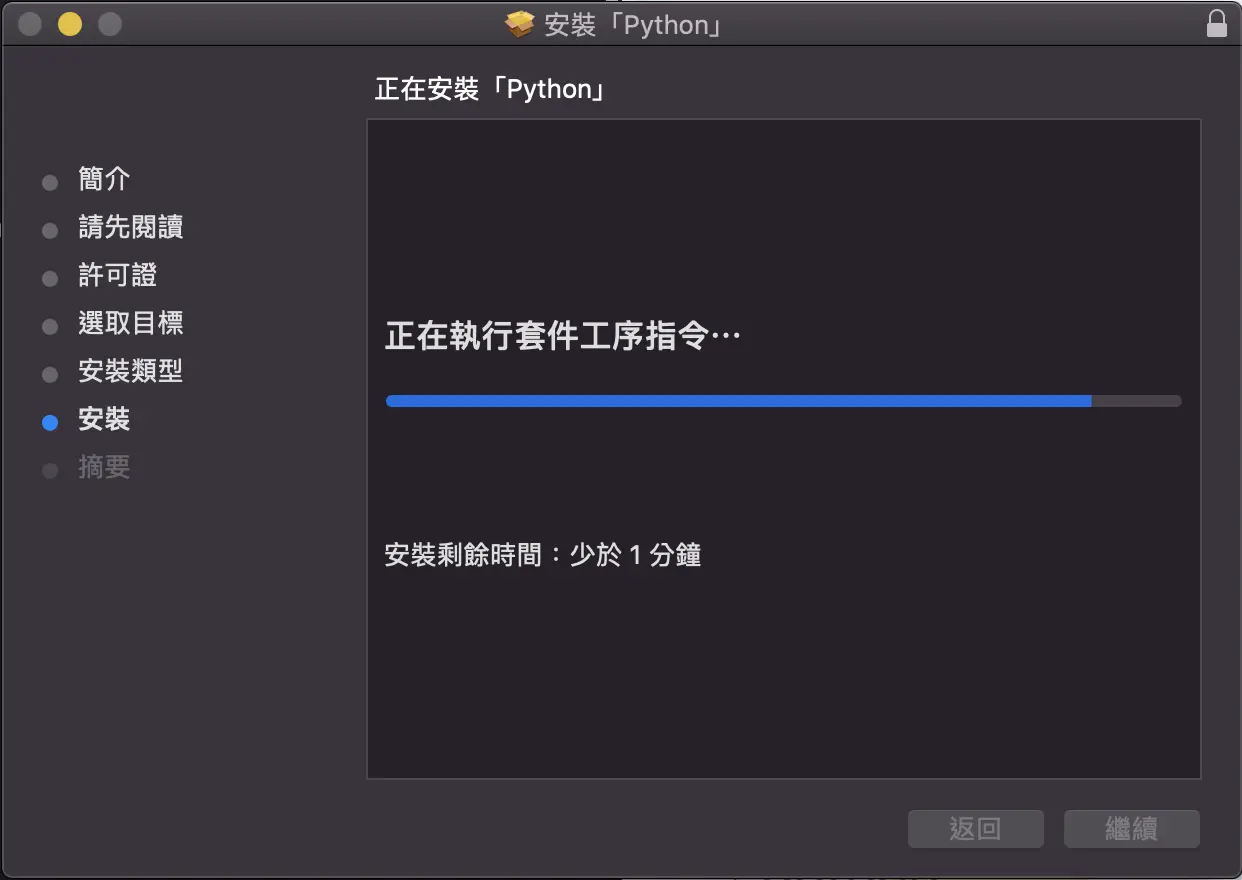 安裝「Python」
正在安裝「Python」
簡介
請先閱讀
許可證
選取目標
安裝類型
安裝
摘要
正在執行套件工序指令⋯
安裝剩餘時間：少於 1 分鐘
返回
繼續